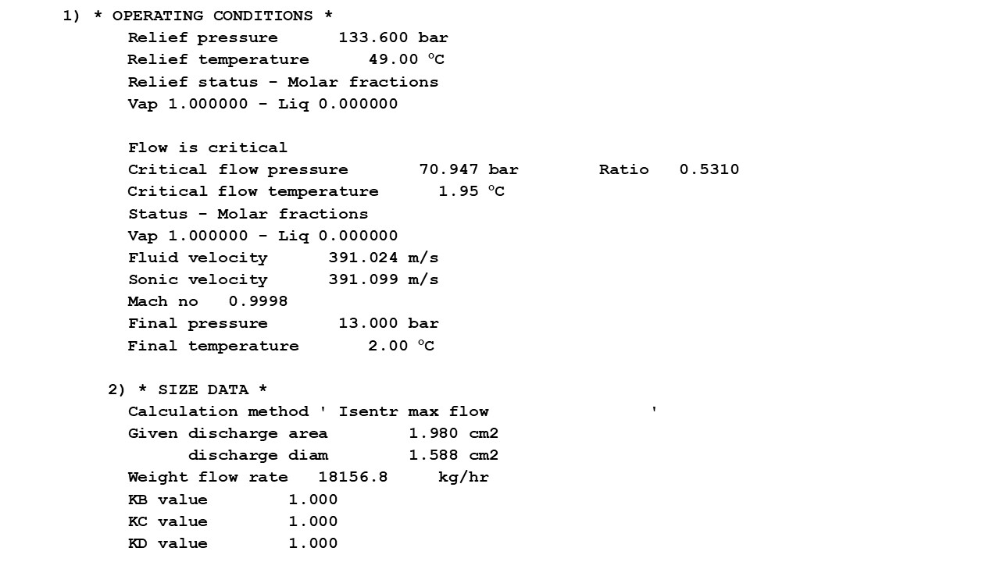 1) * OPERATING CONDITIONS *
Relief pressure 133.600 bar
Relief temperature 49.00 ºC
Relief status - Molar fractions
Vap 1.000000 - Liq 0.000000
Flow is critical
Critical flow pressure 70.947 bar Ratio 0.5310
Critical flow temperature 1.95 ºC
Status - Molar fractions
Vap 1.000000 - Liq 0.000000
Fluid velocity 391.024 m/s
Sonic velocity 391.099 m/s
Mach no 0.9998
Final pressure 13.000 bar
Final temperature 2.00 ºC
2) * SIZE DATA *
Calculation method ' Isentr max flow '
Given discharge area 1.980 cm2
discharge diam 1.588 cm2
Weight flow rate 18156.8 kg/hr
KB value 1.000
KC value 1.000
KD value 1.000